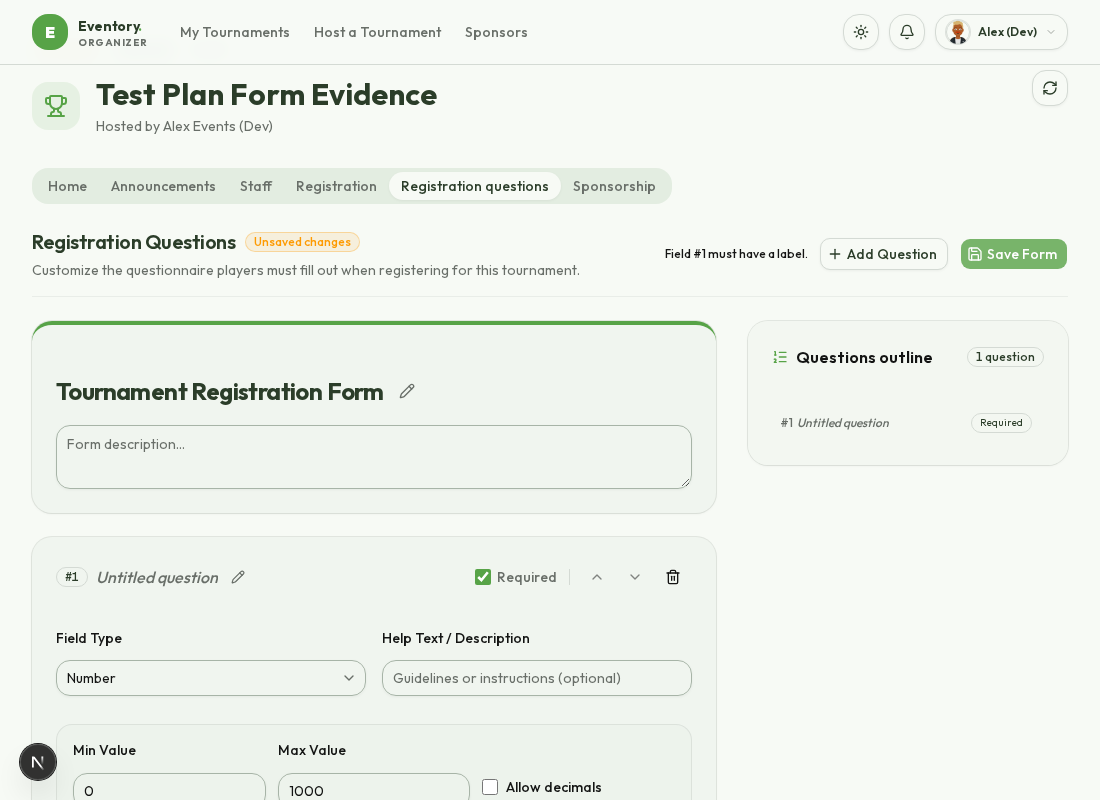 E
Eventory.
ORGANIZER
My Tournaments
Host a Tournament
Sponsors
Alex (Dev)
Test Plan Form Evidence
Hosted by Alex Events (Dev)
Home
Announcements
Staff
Registration
Registration questions
Sponsorship
Registration Questions
Unsaved changes
Customize the questionnaire players must fill out when registering for this tournament.
Field #1 must have a label.
Add Question
Save Form
Tournament Registration Form
Form description...
Questions outline
1 question
#1 Untitled question
Required
#1
Untitled question
Required
Field Type
Help Text / Description
Number
Guidelines or instructions (optional)
Min Value
Max Value
0
1000
Allow decimals
N